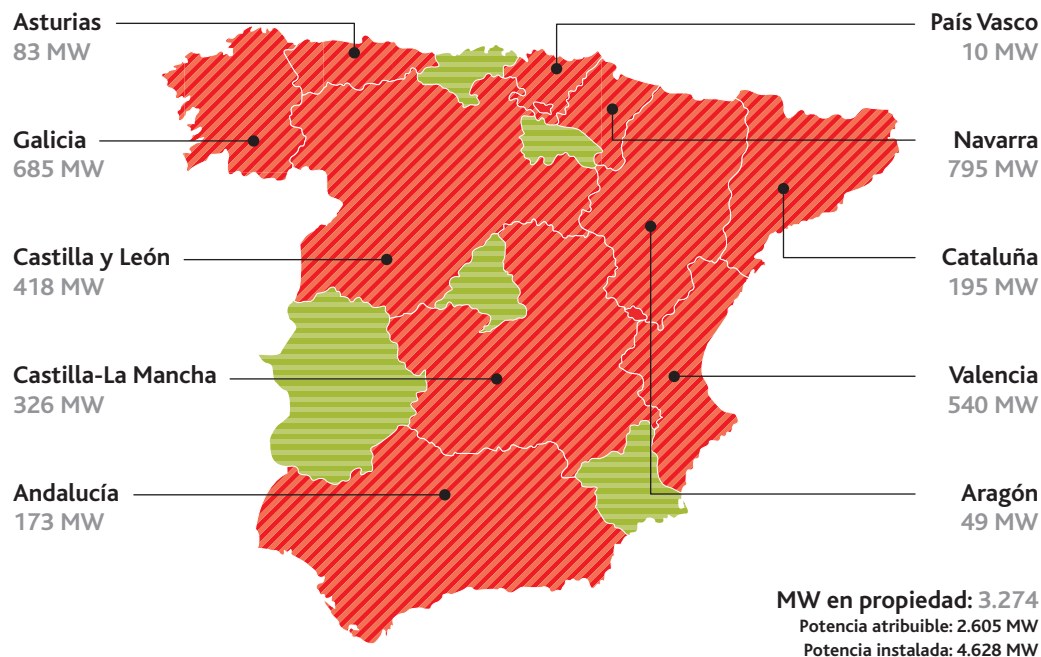 Asturias
83 MW
Galicia
685 MW
Castilla y León
418 MW
Castilla-La Mancha
326 MW
Andalucía
173 MW
País Vasco
10 MW
Navarra
795 MW
Cataluña
195 MW
Valencia
540 MW
Aragón
49 MW
MW en propiedad: 3.274
Potencia atribuible: 2.605 MW
Potencia instalada: 4.628 MW